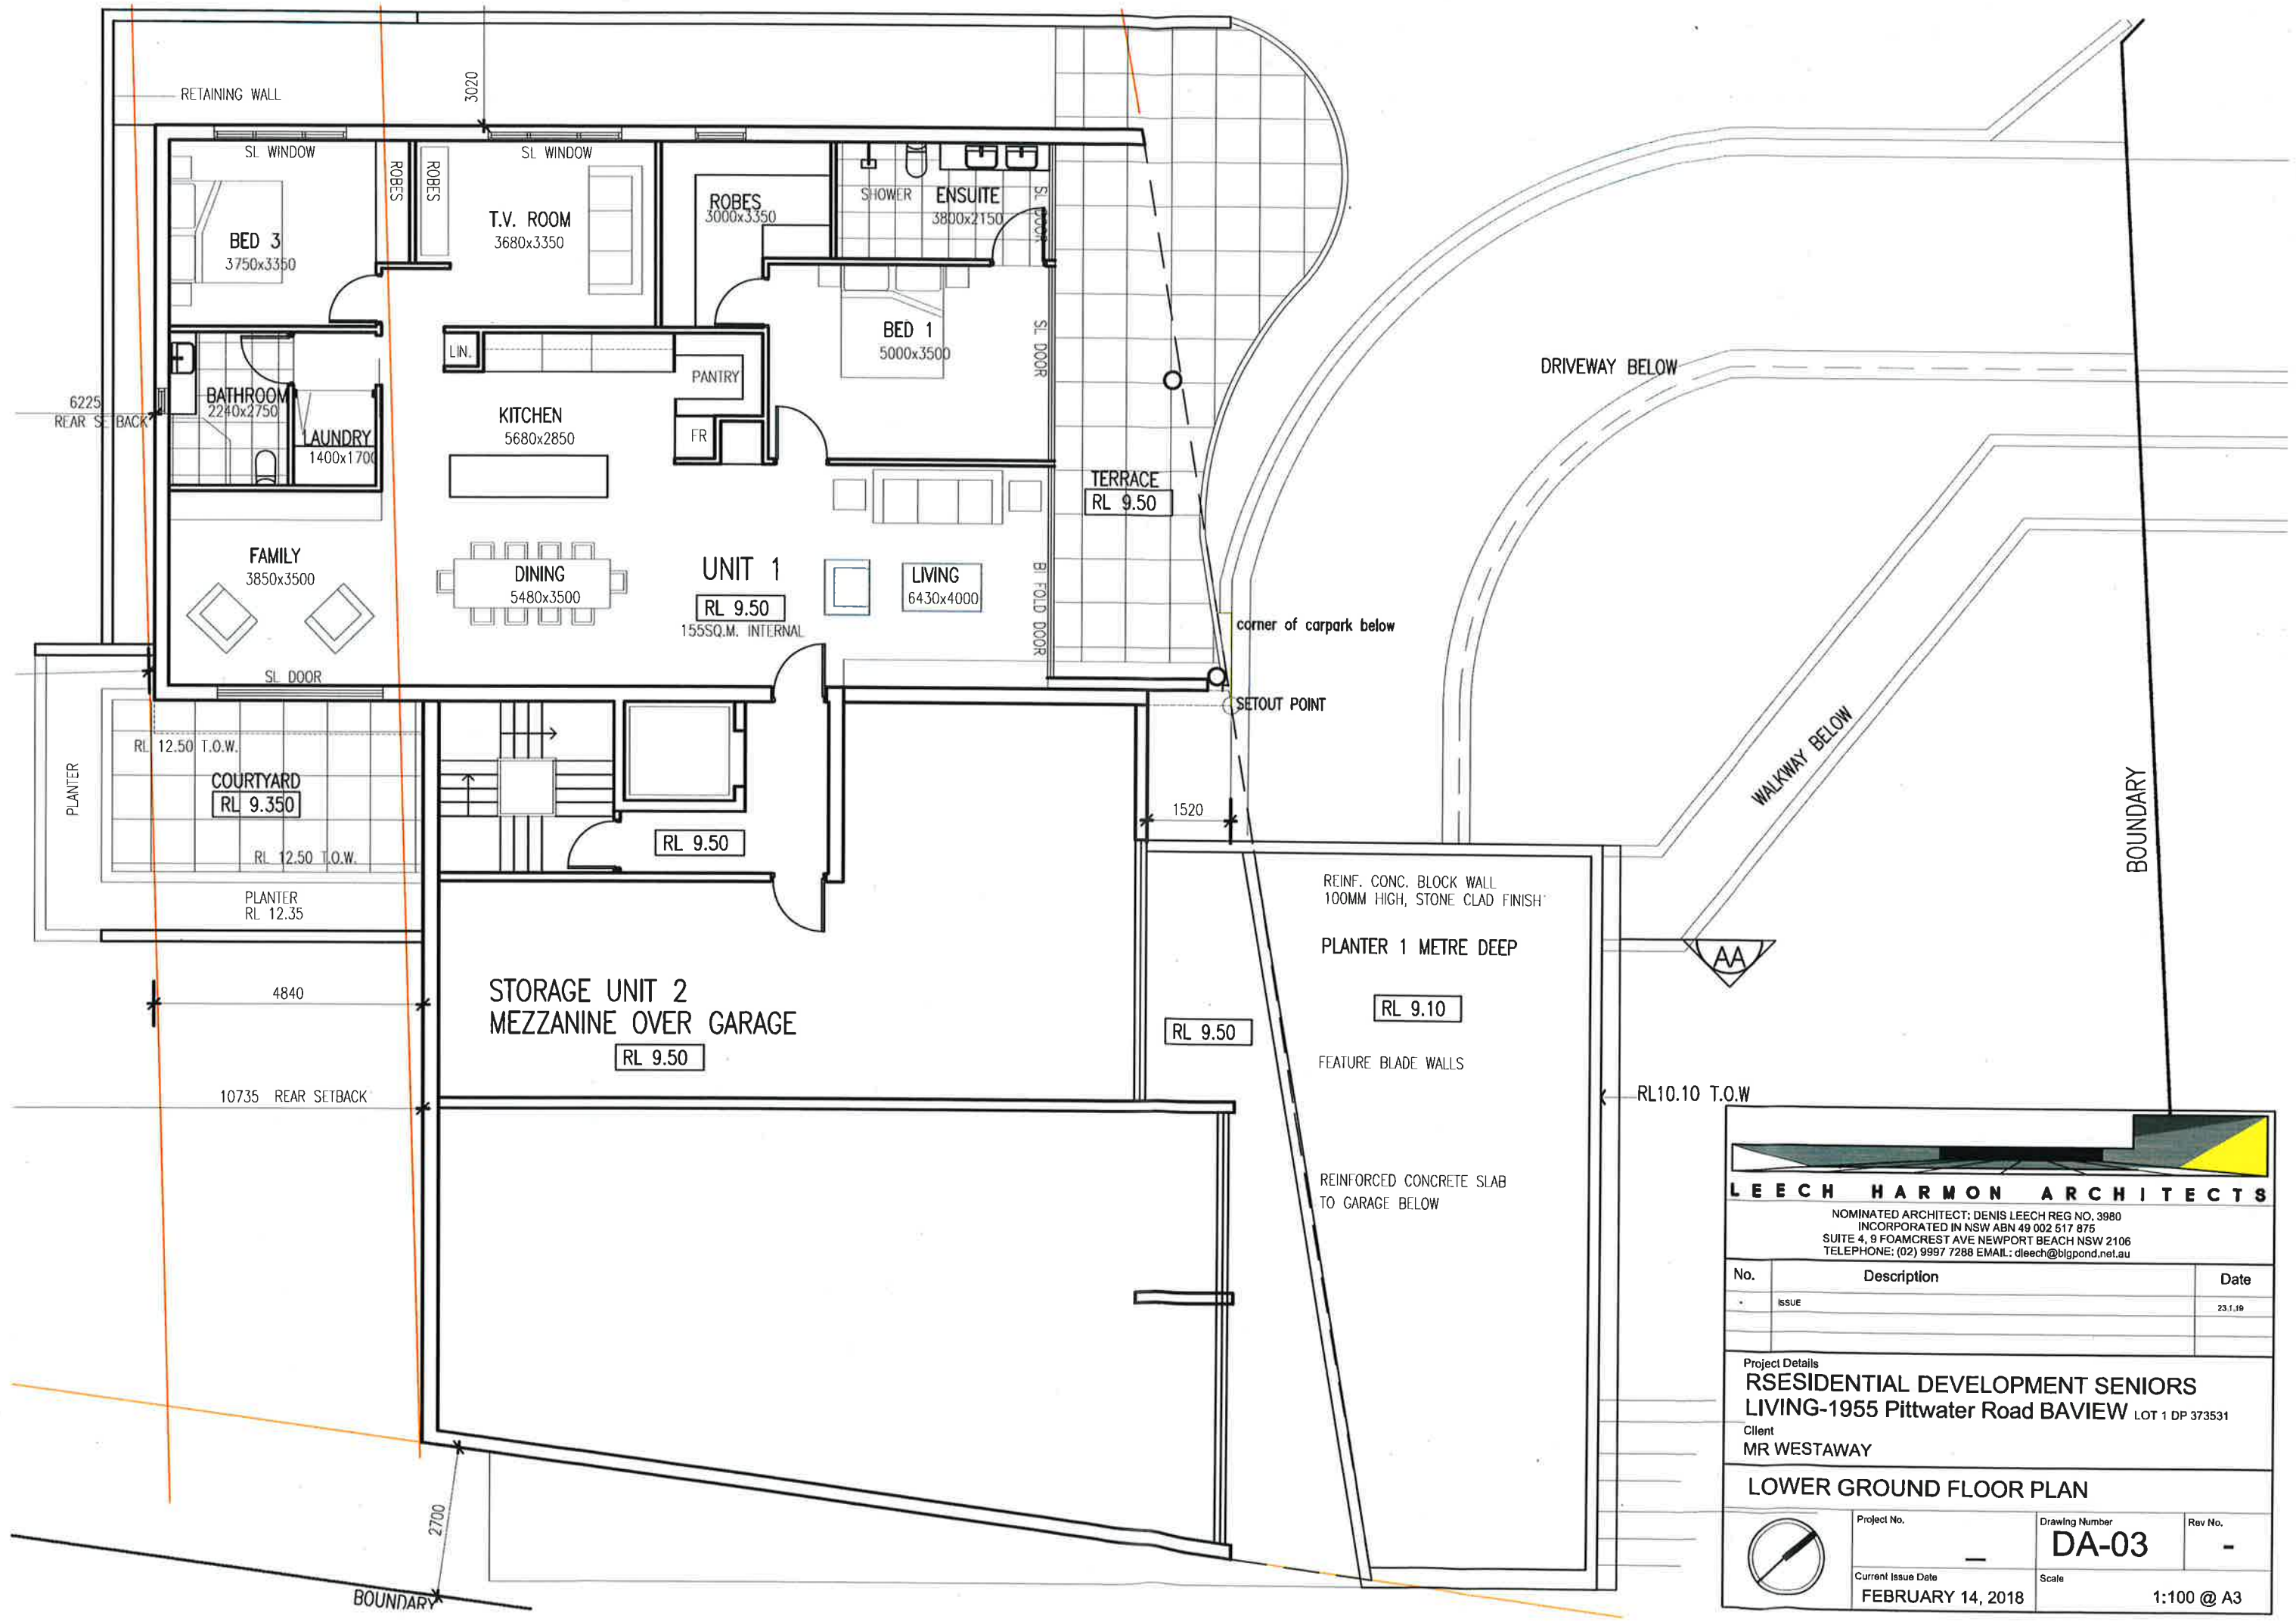 RETAINING WALL
3020
SL WINDOW
ROBES
ROBES
SL WINDOW
BED 3
3750x3350
T.V. ROOM
3680x3350
ROBES
3000x3350
SHOWER
ENSUITE
3800x2150
SL DOOR
BED 1
5000x3500
SL DOOR
LIN.
PANTRY
FR
KITCHEN
5680x2850
BATHROOM
2240x2750
LAUNDRY
1400x1700
6225
REAR SETBACK
DRIVEWAY BELOW
TERRACE
RL 9.50
FAMILY
3850x3500
DINING
5480x3500
UNIT 1
RL 9.50
155SQ.M. INTERNAL
LIVING
6430x4000
BI FOLD DOOR
corner of carpark below
SL DOOR
SETOUT POINT
WALKWAY BELOW
BOUNDARY
PLANTER
RL 12.50 T.O.W.
COURTYARD
RL 9.350
RL 12.50 T.O.W.
PLANTER
RL 12.35
RL 9.50
1520
REINF. CONC. BLOCK WALL
100MM HIGH, STONE CLAD FINISH
PLANTER 1 METRE DEEP
RL 9.10
AA
4840
STORAGE UNIT 2
MEZZANINE OVER GARAGE
RL 9.50
RL 9.50
FEATURE BLADE WALLS
10735 REAR SETBACK
RL10.10 T.O.W
REINFORCED CONCRETE SLAB
TO GARAGE BELOW
2700
BOUNDARY
LEECH HARMON ARCHITECTS
NOMINATED ARCHITECT: DENIS LEECH REG NO. 3980
INCORPORATED IN NSW ABN 49 002 517 875
SUITE 4, 9 FOAMCREST AVE NEWPORT BEACH NSW 2106
TELEPHONE: (02) 9997 7288 EMAIL: dleech@bigpond.net.au
No. Description Date
- ISSUE 23.1.19
Project Details
RSESIDENTIAL DEVELOPMENT SENIORS
LIVING-1955 Pittwater Road BAVIEW LOT 1 DP 373531
Client
MR WESTAWAY
LOWER GROUND FLOOR PLAN
Project No.
_
Drawing Number
DA-03
Rev No.
-
Current Issue Date
FEBRUARY 14, 2018
Scale
1:100 @ A3